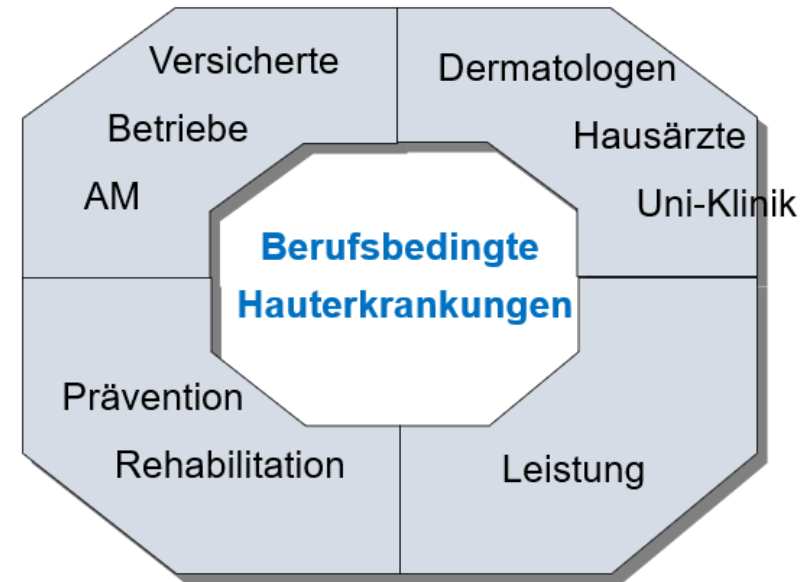 Versicherte
Betriebe
AM
Dermatologen
Hausärzte
Uni-Klinik
Berufsbedingte
Hauterkrankungen
Prävention
Rehabilitation
Leistung